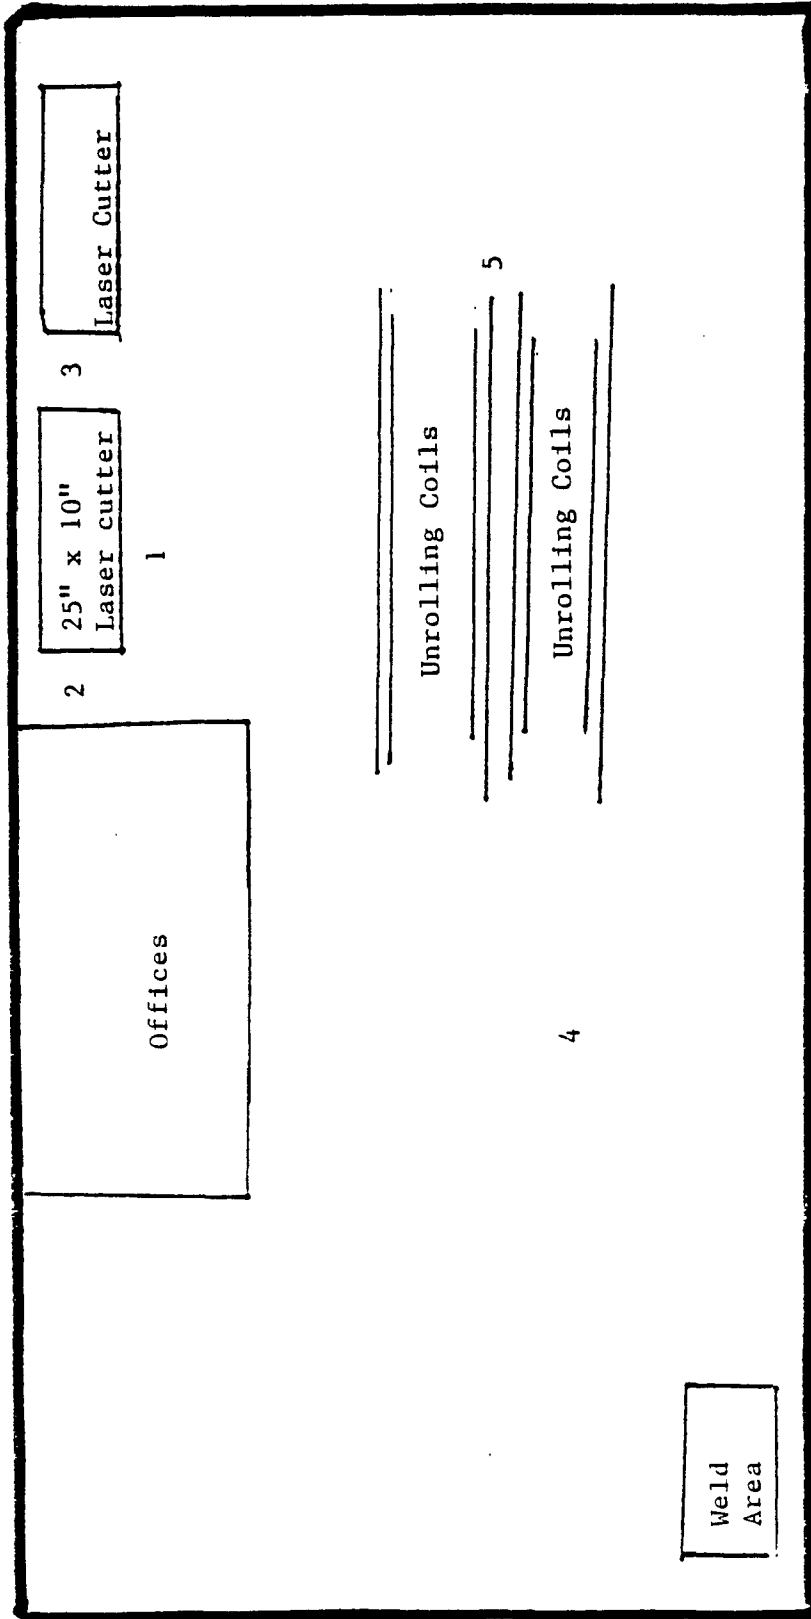 Offices
2
25" x 10"
Laser cutter
3
Laser Cutter
1
Unrolling Coils
5
Unrolling Coils
4
Weld
Area